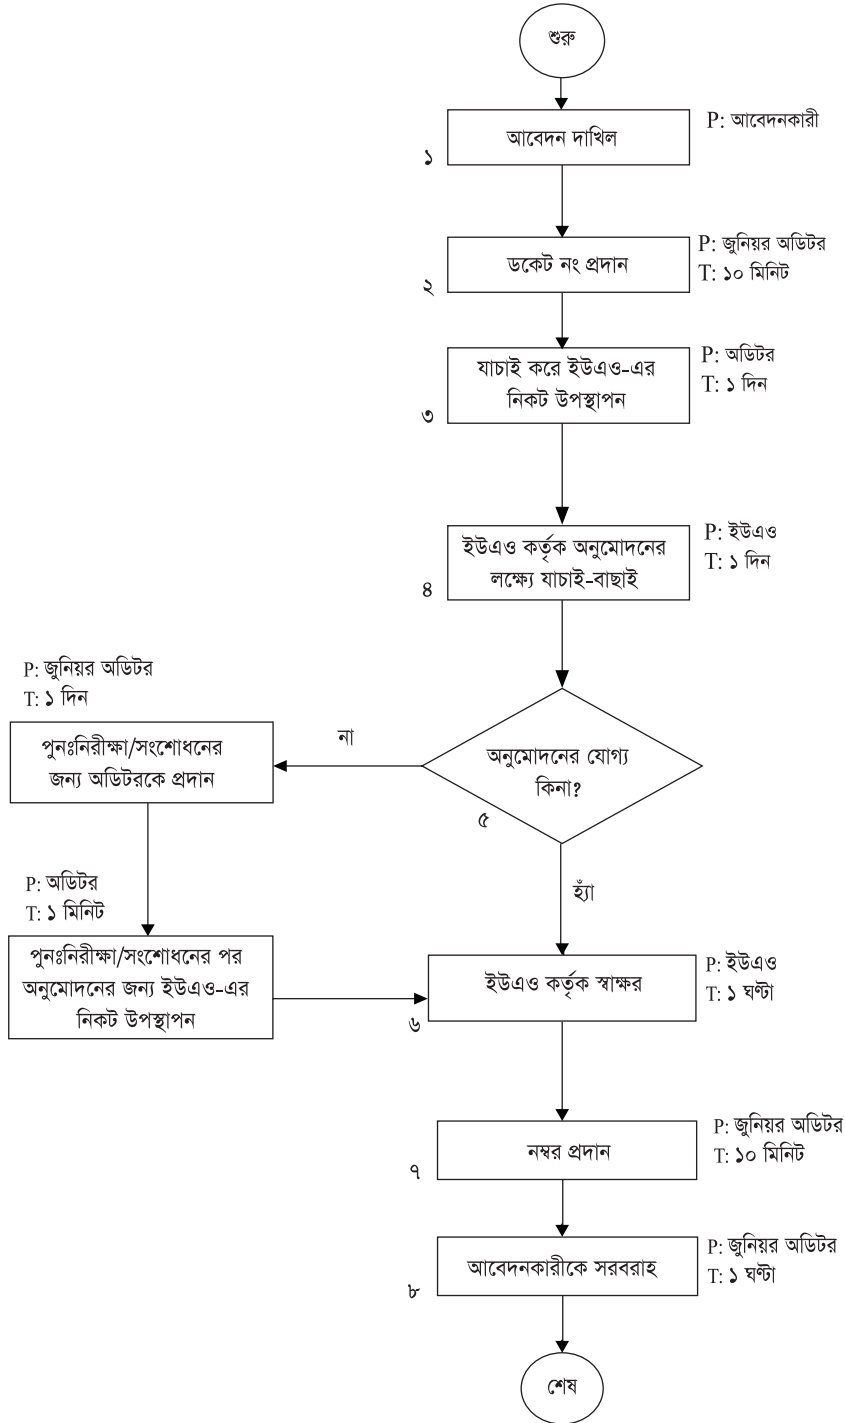 শুরু
আবেদন দাখিল
১
P: আবেদনকারী
ডকেট নং প্রদান
২
P: জুনিয়র অডিটর
T: ১০ মিনিট
যাচাই করে ইউএও-এর
নিকট উপস্থাপন
৩
P: অডিটর
T: ১ দিন
ইউএও কর্তৃক অনুমোদনের
লক্ষ্যে যাচাই-বাছাই
৪
P: ইউএও
T: ১ দিন
অনুমোদনের যোগ্য
কিনা?
৫
না
P: জুনিয়র অডিটর
T: ১ দিন
পুনঃনিরীক্ষা/সংশোধনের
জন্য অডিটরকে প্রদান
P: অডিটর
T: ১ মিনিট
পুনঃনিরীক্ষা/সংশোধনের পর
অনুমোদনের জন্য ইউএও-এর
নিকট উপস্থাপন
হ্যাঁ
ইউএও কর্তৃক স্বাক্ষর
৬
P: ইউএও
T: ১ ঘণ্টা
নম্বর প্রদান
৭
P: জুনিয়র অডিটর
T: ১০ মিনিট
আবেদনকারীকে সরবরাহ
৮
P: জুনিয়র অডিটর
T: ১ ঘণ্টা
শেষ